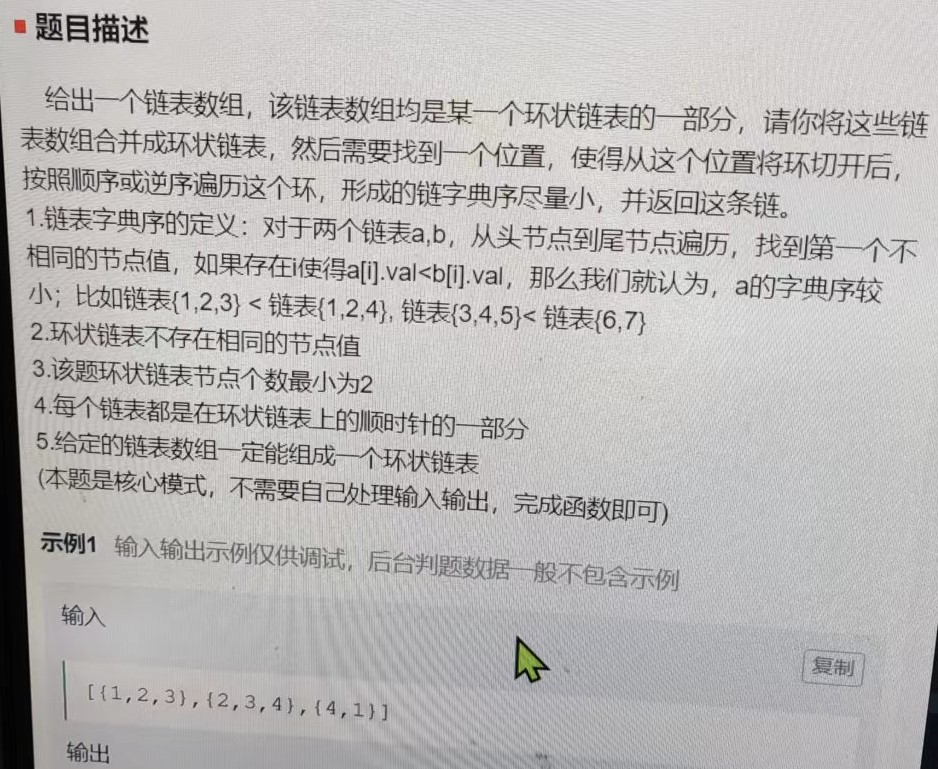 题目描述
给出一个链表数组，该链表数组均是某一个环状链表的一部分，请你将这些链
表数组合并成环状链表，然后需要找到一个位置，使得从这个位置将环切开后，
按照顺序或逆序遍历这个环，形成的链字典序尽量小，并返回这条链。
1.链表字典序的定义：对于两个链表a,b，从头节点到尾节点遍历，找到第一个不
相同的节点值，如果存在i使得a[i].val<b[i].val，那么我们就认为，a的字典序较
小；比如链表{1,2,3} < 链表{1,2,4}, 链表{3,4,5}< 链表{6,7}
2.环状链表不存在相同的节点值
3.该题环状链表节点个数最小为2
4.每个链表都是在环状链表上的顺时针的一部分
5.给定的链表数组一定能组成一个环状链表
(本题是核心模式，不需要自己处理输入输出，完成函数即可)
示例1 输入输出示例仅供调试，后台判题数据一般不包含示例
输入
复制
[{1,2,3},{2,3,4},{4,1}]
输出